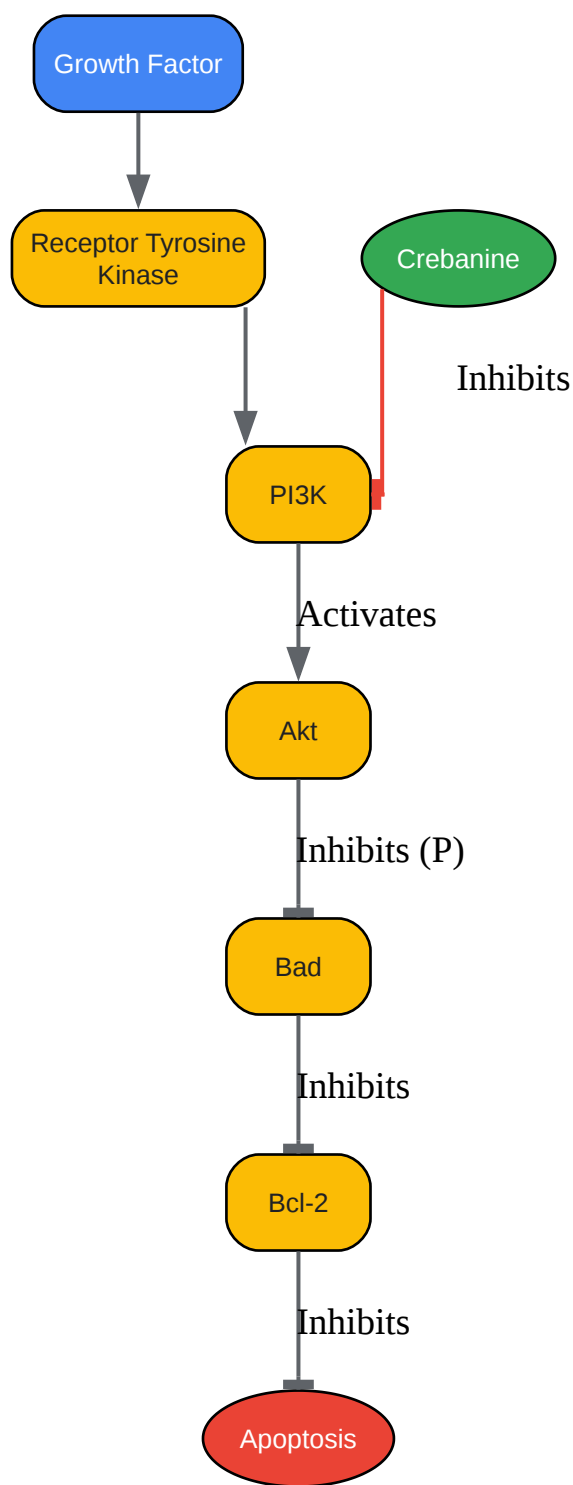 Growth Factor
Receptor Tyrosine
Kinase
Crebanine
Inhibits
PI3K
Activates
Akt
Inhibits (P)
Bad
Inhibits
Bcl-2
Inhibits
Apoptosis